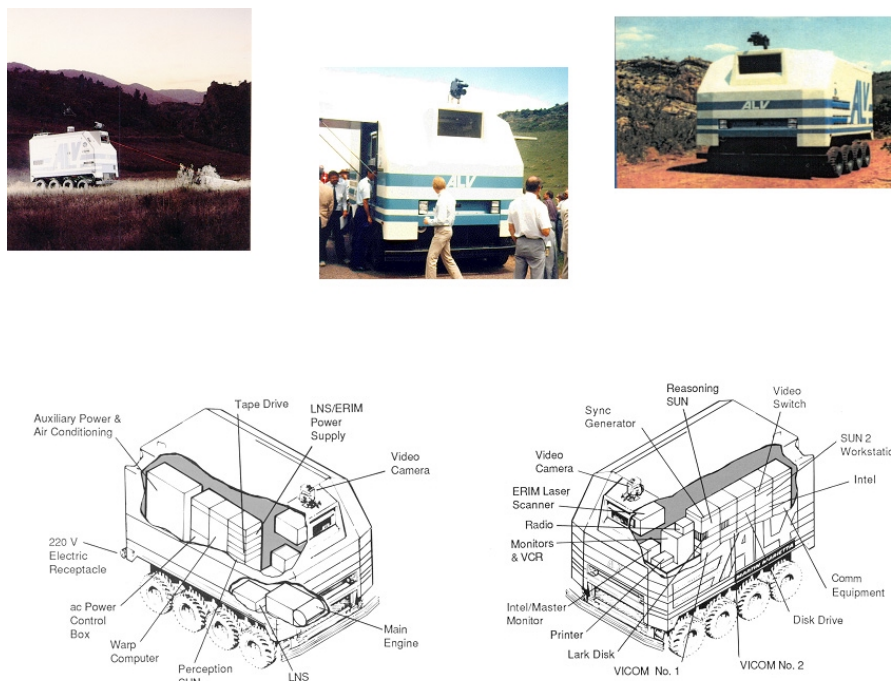 ALV
ALV
ALV
ALV
Tape Drive
LNS/ERIM
Power
Supply
Auxiliary Power &
Air Conditioning
Video
Camera
220 V
Electric
Receptacle
ac Power
Control
Box
Warp
Computer
Perception
LNS
Main
Engine
Reasoning
SUN
Video
Switch
Sync
Generator
SUN 2
Workstatio
Video
Camera
Intel
ERIM Laser
Scanner
Radio
Monitors
& VCR
Comm
Equipment
Intel/Master
Monitor
Disk Drive
Printer
Lark Disk
VICOM No. 1
VICOM No. 2
ALV